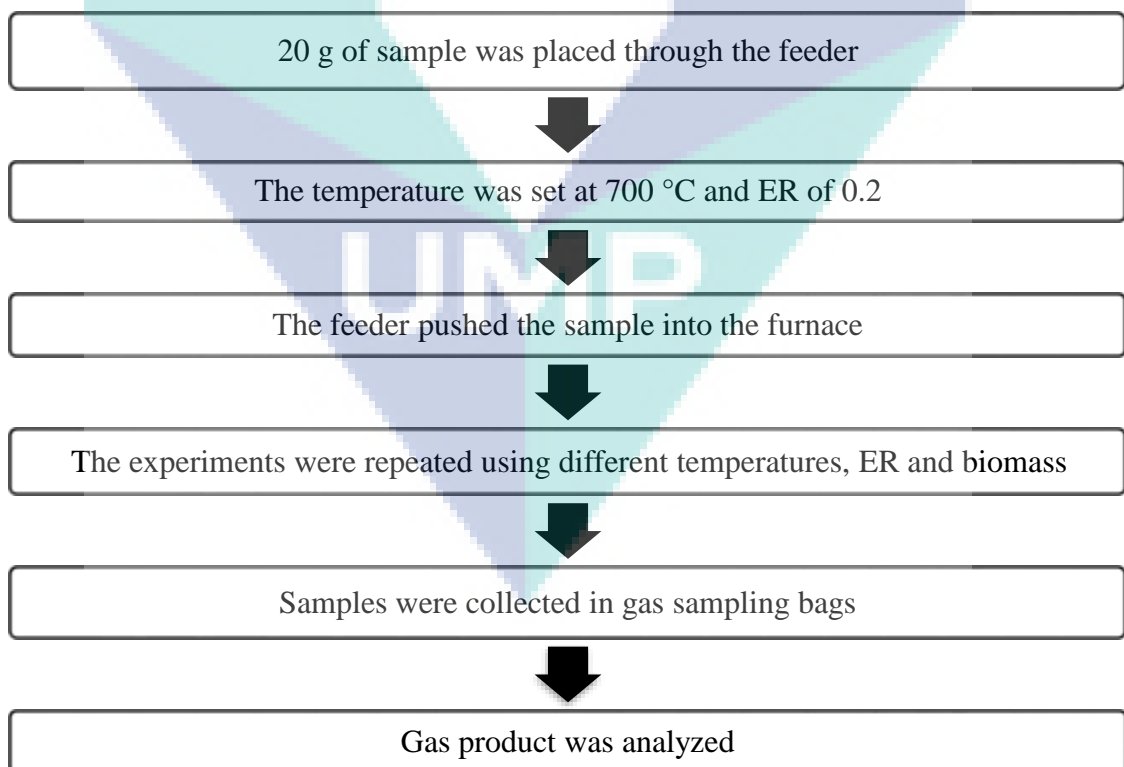 20 g of sample was placed through the feeder
The temperature was set at 700 °C and ER of 0.2
UMP
The feeder pushed the sample into the furnace
The experiments were repeated using different temperatures, ER and biomass
Samples were collected in gas sampling bags
Gas product was analyzed